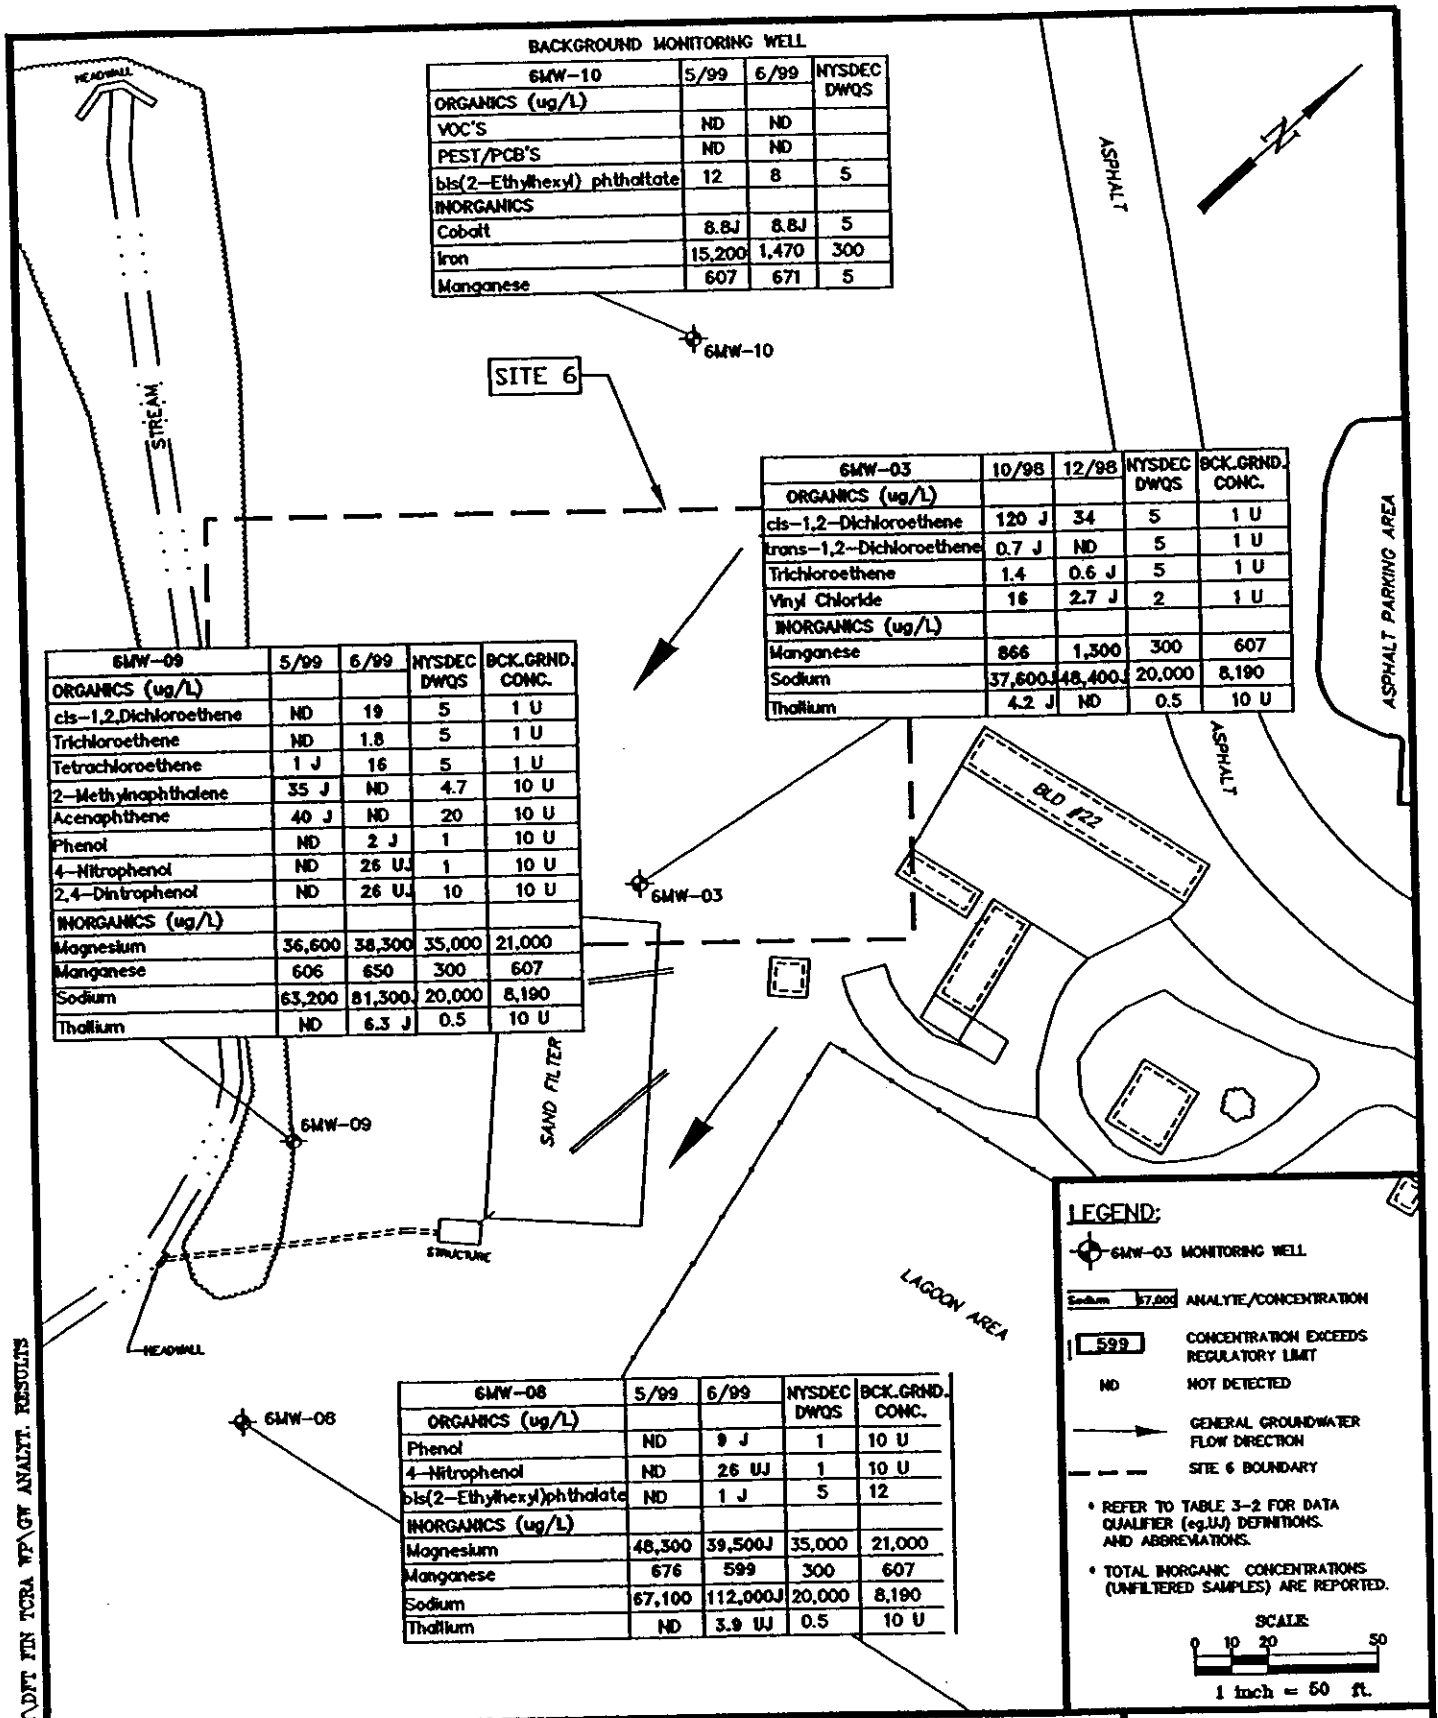 BACKGROUND MONITORING WELL
6MW-10 5/99 6/99 NYSDEC DWQS
ORGANICS (ug/L)
VOC'S ND ND
PEST/PCB'S ND ND
bis(2-Ethylhexyl) phthaltate 12 8 5
INORGANICS
Cobalt 8.8J 8.8J 5
Iron 15,200 1,470 300
Manganese 607 671 5
HEADWALL
N
ASPHALT
6MW-10
SITE 6
STREAM
6MW-03 10/98 12/98 NYSDEC DWQS BCK.GRND. CONC.
ORGANICS (ug/L)
cis-1,2-Dichloroethene 120 J 34 5 1 U
trans-1,2-Dichloroethene 0.7 J ND 5 1 U
Trichloroethene 1.4 0.6 J 5 1 U
Vinyl Chloride 16 2.7 J 2 1 U
INORGANICS (ug/L)
Manganese 866 1,300 300 607
Sodium 37,600J 48,400J 20,000 8,190
Thallium 4.2 J ND 0.5 10 U
ASPHALT PARKING AREA
ASPHALT
6MW-09 5/99 6/99 NYSDEC DWQS BCK.GRND. CONC.
ORGANICS (ug/L)
cis-1,2,Dichloroethene ND 19 5 1 U
Trichloroethene ND 1.8 5 1 U
Tetrachloroethene 1 J 16 5 1 U
2-Methylnaphthalene 35 J ND 4.7 10 U
Acenaphthene 40 J ND 20 10 U
Phenol ND 2 J 1 10 U
4-Nitrophenol ND 26 UJ 1 10 U
2,4-Dintrophenol ND 26 UJ 10 10 U
INORGANICS (ug/L)
Magnesium 36,600 38,300 35,000 21,000
Manganese 606 650 300 607
Sodium 63,200 81,300J 20,000 8,190
Thallium ND 6.3 J 0.5 10 U
BLD #22
6MW-03
SAND FILTER
6MW-09
STRUCTURE
HEADWALL
LAGOON AREA
6MW-08
6MW-08 5/99 6/99 NYSDEC DWQS BCK.GRND. CONC.
ORGANICS (ug/L)
Phenol ND 9 J 1 10 U
4-Nitrophenol ND 26 UJ 1 10 U
bis(2-Ethylhexyl)phthalate ND 1 J 5 12
INORGANICS (ug/L)
Magnesium 48,300 39,500J 35,000 21,000
Manganese 676 599 300 607
Sodium 67,100 112,000J 20,000 8,190
Thallium ND 3.9 UJ 0.5 10 U
LEGEND:
6MW-03 MONITORING WELL
Sodium 67,000 ANALYTE/CONCENTRATION
599 CONCENTRATION EXCEEDS
REGULATORY LIMIT
ND NOT DETECTED
GENERAL GROUNDWATER
FLOW DIRECTION
SITE 6 BOUNDARY
* REFER TO TABLE 3-2 FOR DATA
QUALIFIER (eg.UJ) DEFINITIONS.
AND ABBREVIATIONS.
* TOTAL INORGANIC CONCENTRATIONS
(UNFILTERED SAMPLES) ARE REPORTED.
SCALE
0 10 20 50
1 inch = 50 ft.
\DFT FIN TCRA WP\GW ANALYT. RESULTS